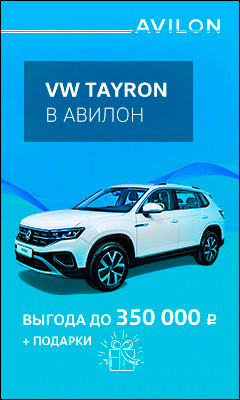 AVILON
VW TAYRON
В АВИЛОН
ВЫГОДА ДО 350 000 ₽
+ ПОДАРКИ